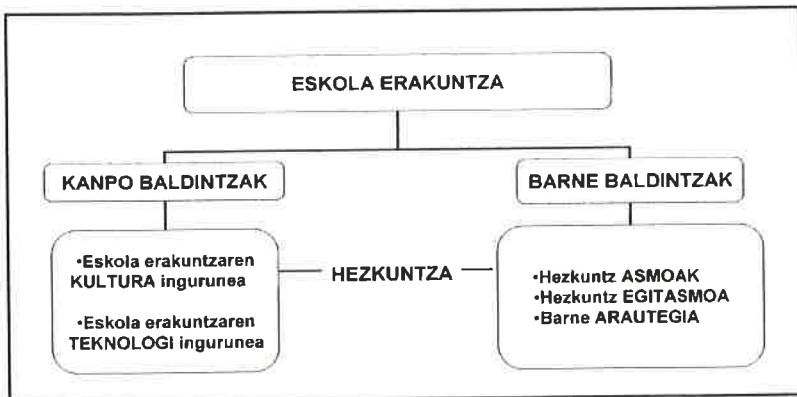 ESKOLA ERAKUNTZA
KANPO BALDINTZAK
BARNE BALDINTZAK
•Eskola erakuntzaren
KULTURA ingurunea
•Eskola erakuntzaren
TEKNOLOGI ingurunea
HEZKUNTZA
•Hezkuntz ASMOAK
•Hezkuntz EGITASMOA
•Barne ARAUTEGIA